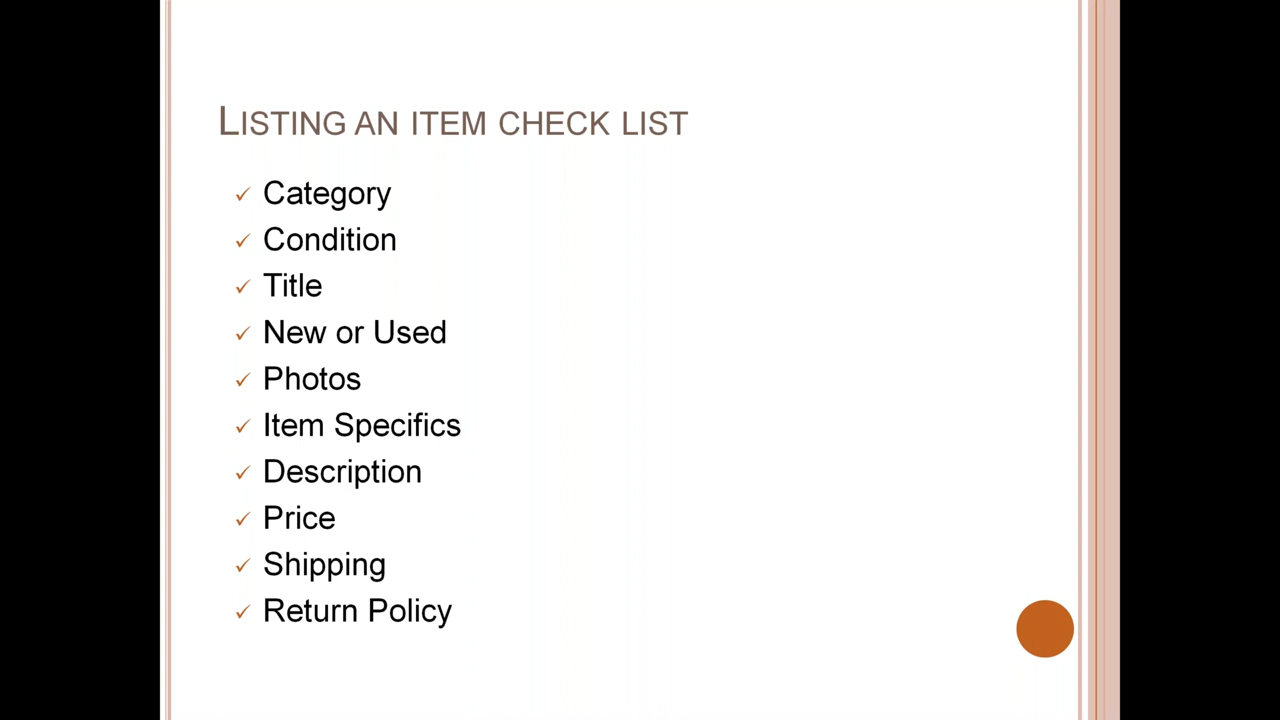 Listing an item check list
✓ Category
✓ Condition
✓ Title
✓ New or Used
✓ Photos
✓ Item Specifics
✓ Description
✓ Price
✓ Shipping
✓ Return Policy